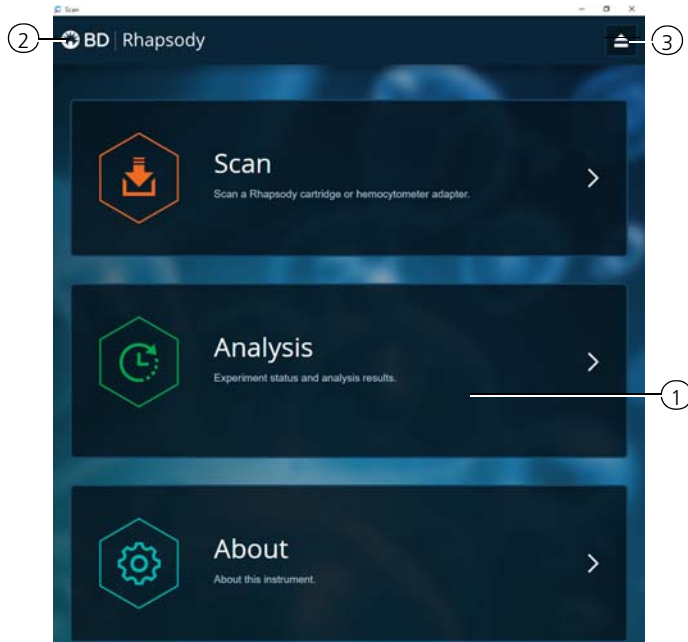 Scan
2
BD Rhapsody
3
Scan
Scan a Rhapsody cartridge or hemocytometer adapter.
Analysis
Experiment status and analysis results.
1
About
About this instrument.